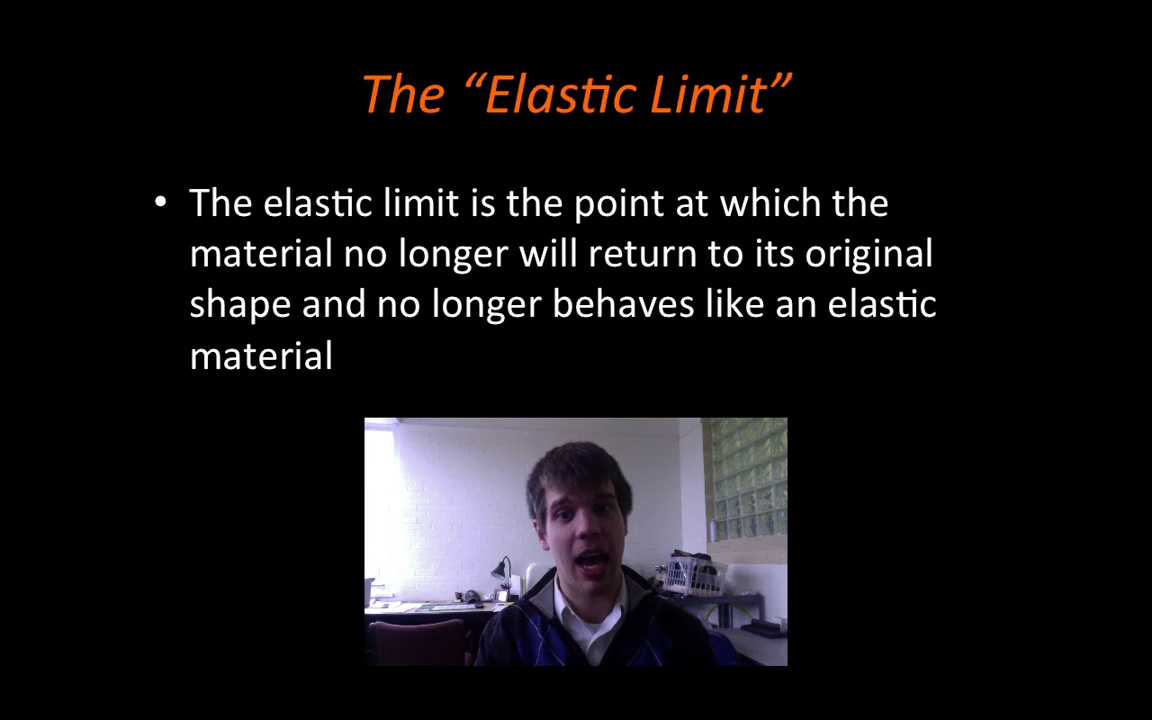 The “Elastic Limit”
• The elastic limit is the point at which the
material no longer will return to its original
shape and no longer behaves like an elastic
material